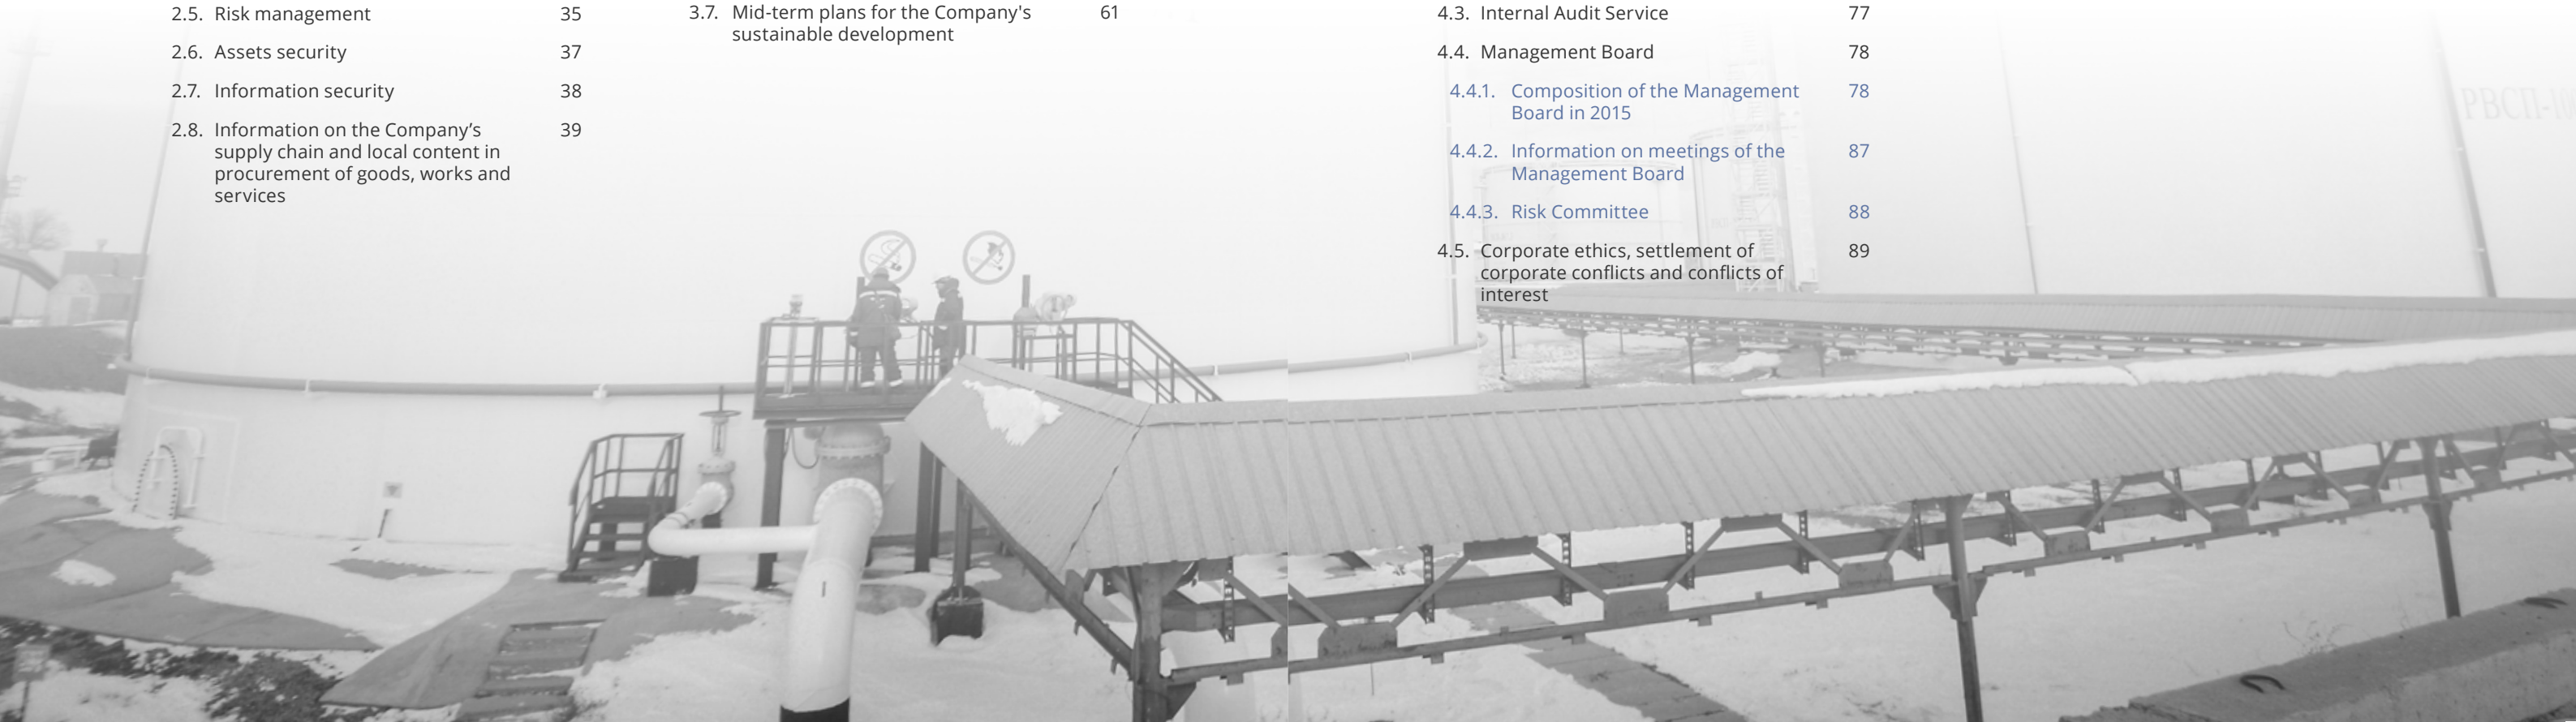 2.5. Risk management 35
2.6. Assets security 37
2.7. Information security 38
2.8. Information on the Company’s 39
supply chain and local content in
procurement of goods, works and
services
3.7. Mid-term plans for the Company's 61
sustainable development
4.3. Internal Audit Service 77
4.4. Management Board 78
4.4.1. Composition of the Management 78
Board in 2015
4.4.2. Information on meetings of the 87
Management Board
4.4.3. Risk Committee 88
4.5. Corporate ethics, settlement of 89
corporate conflicts and conflicts of
interest
РВСП-10